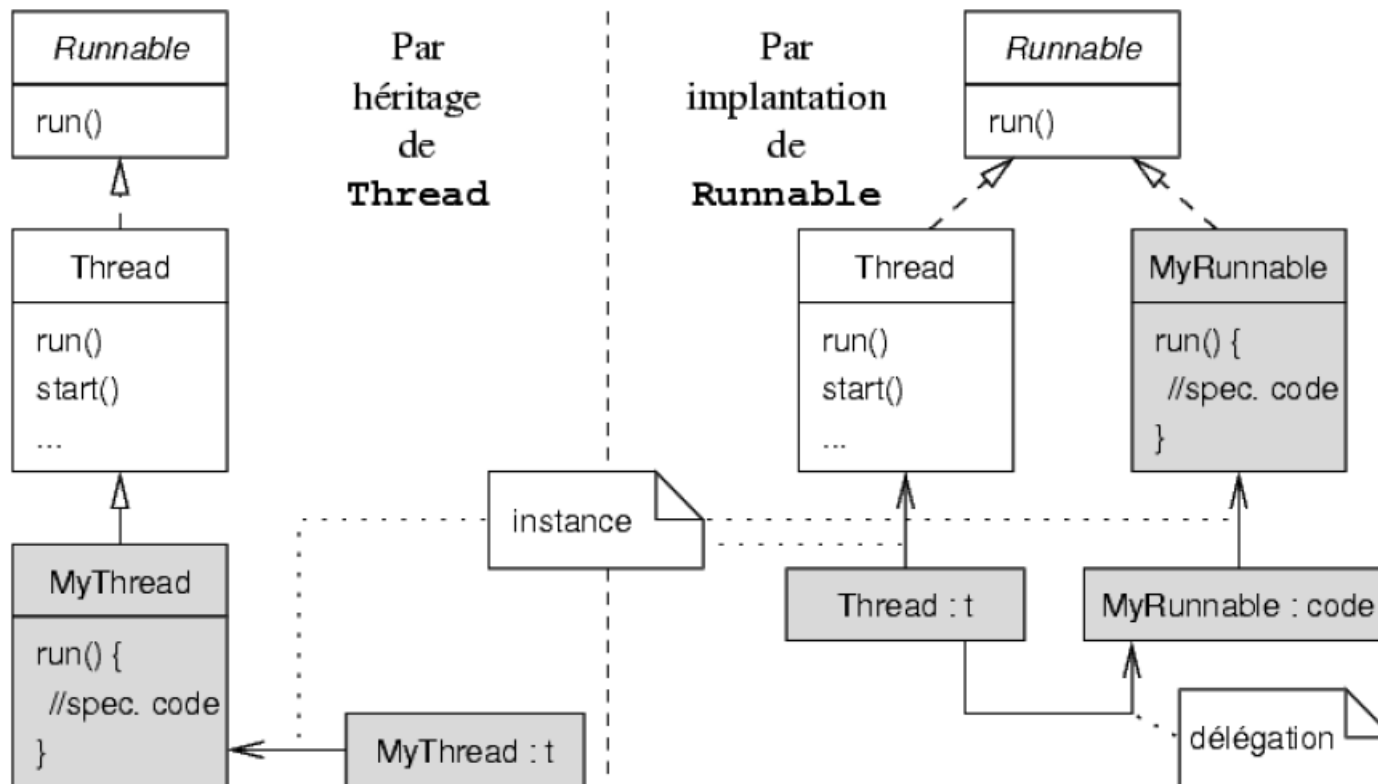 Runnable
run()
Thread
run()
start()
...
MyThread
run() {
//spec. code
}
MyThread : t
Par
héritage
de
Thread
instance
Par
implantation
de
Runnable
Runnable
run()
Thread
run()
start()
...
MyRunnable
run() {
//spec. code
}
Thread : t
MyRunnable : code
délégation